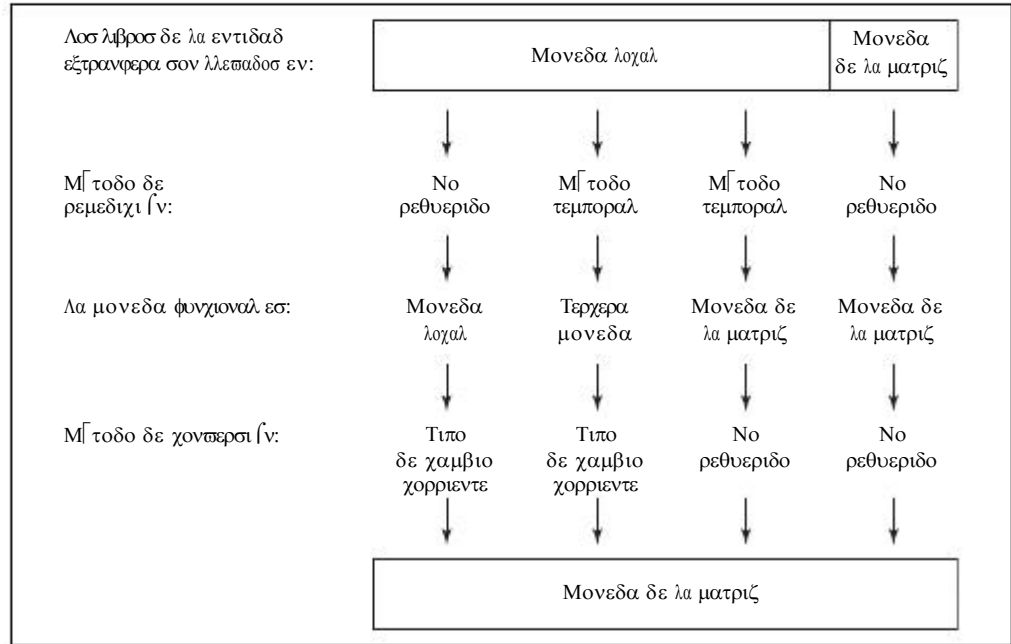 Λοσ λιβροσ δε λα εντιδαδ
εξτρανφερα σον λλεϖαδοσ εν:
Μονεδα λοχαλ
Μονεδα
δε λα ματριζ
Μ⎡τοδο δε
ρεμεδιχι⌠ν:
Νο
ρεθυεριδο
Μ⎡τοδο
τεμποραλ
Μ⎡τοδο
τεμποραλ
Νο
ρεθυεριδο
Λα μονεδα φυνχιοναλ εσ:
Μονεδα
λοχαλ
Τερχερα
μονεδα
Μονεδα δε
λα ματριζ
Μονεδα δε
λα ματριζ
Μ⎡τοδο δε χονϖερσι⌠ν:
Τιπο
δε χαμβιο
χορριεντε
Τιπο
δε χαμβιο
χορριεντε
Νο
ρεθυεριδο
Νο
ρεθυεριδο
Μονεδα δε λα ματριζ